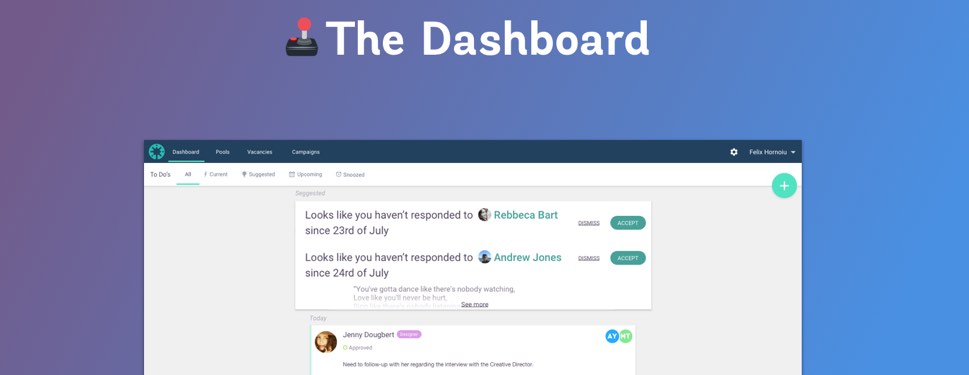 The Dashboard
Dashboard Pools Vacancies Campaigns Felix Hornoiu
To Do's All Current Suggested Upcoming Snoozed
Suggested
Looks like you haven't responded to Rebbeca Bart
since 23rd of July
DISMISS ACCEPT
Looks like you haven't responded to Andrew Jones
since 24rd of July
DISMISS ACCEPT
"You've gotta dance like there's nobody watching,
Love like you'll never be hurt,
See more
Today
Jenny Dougbert Designer
AY MT
Approved
Need to follow-up with her regarding the interview with the Creative Director.